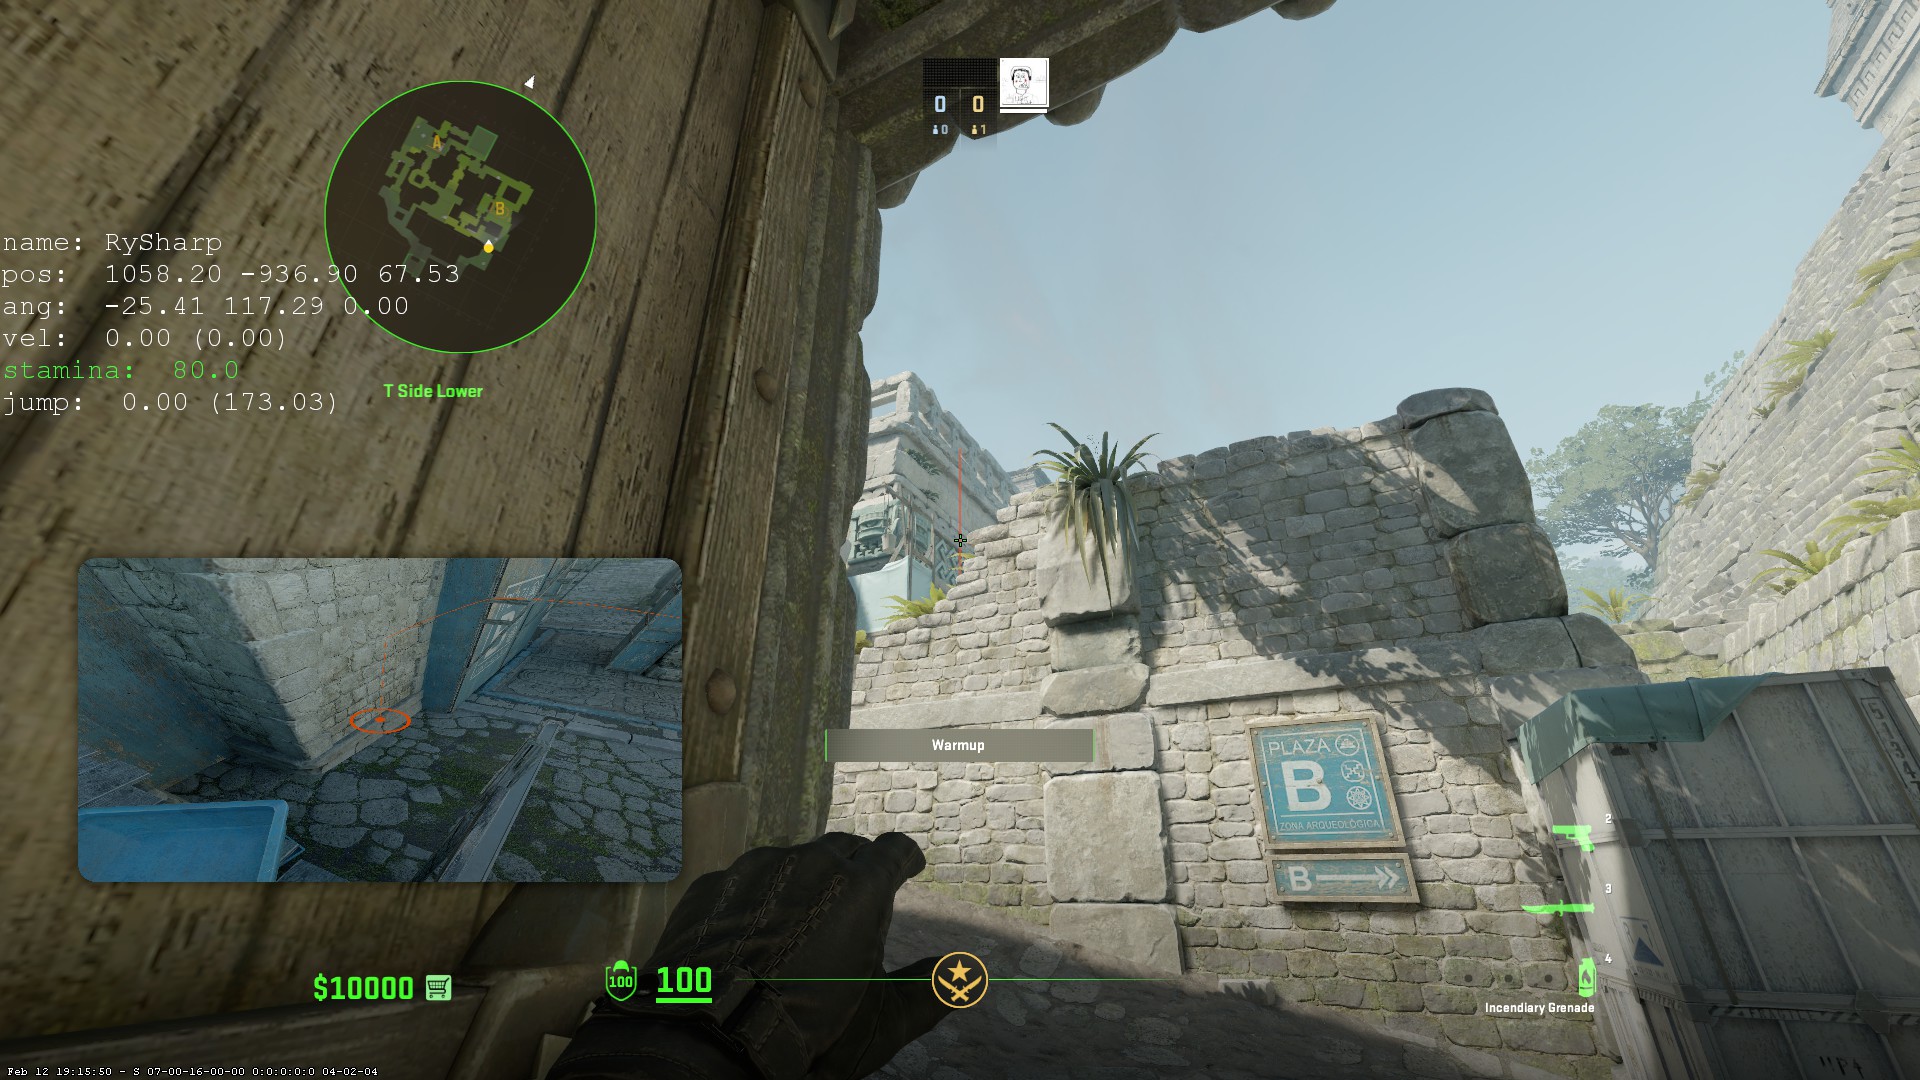 0 0
0 1
A
B
name: RySharp
pos: 1058.20 -936.90 67.53
ang: -25.41 117.29 0.00
vel: 0.00 (0.00)
stamina: 80.0
jump: 0.00 (173.03)
T Side Lower
Warmup
PLAZA
B
ZONA ARQUEOLÓGICA
B
2
3
4
Incendiary Grenade
$10000
100
100
Feb 12 19:15:50 - S 07-00-16-00-00 0:0:0:0:0 04-02-04